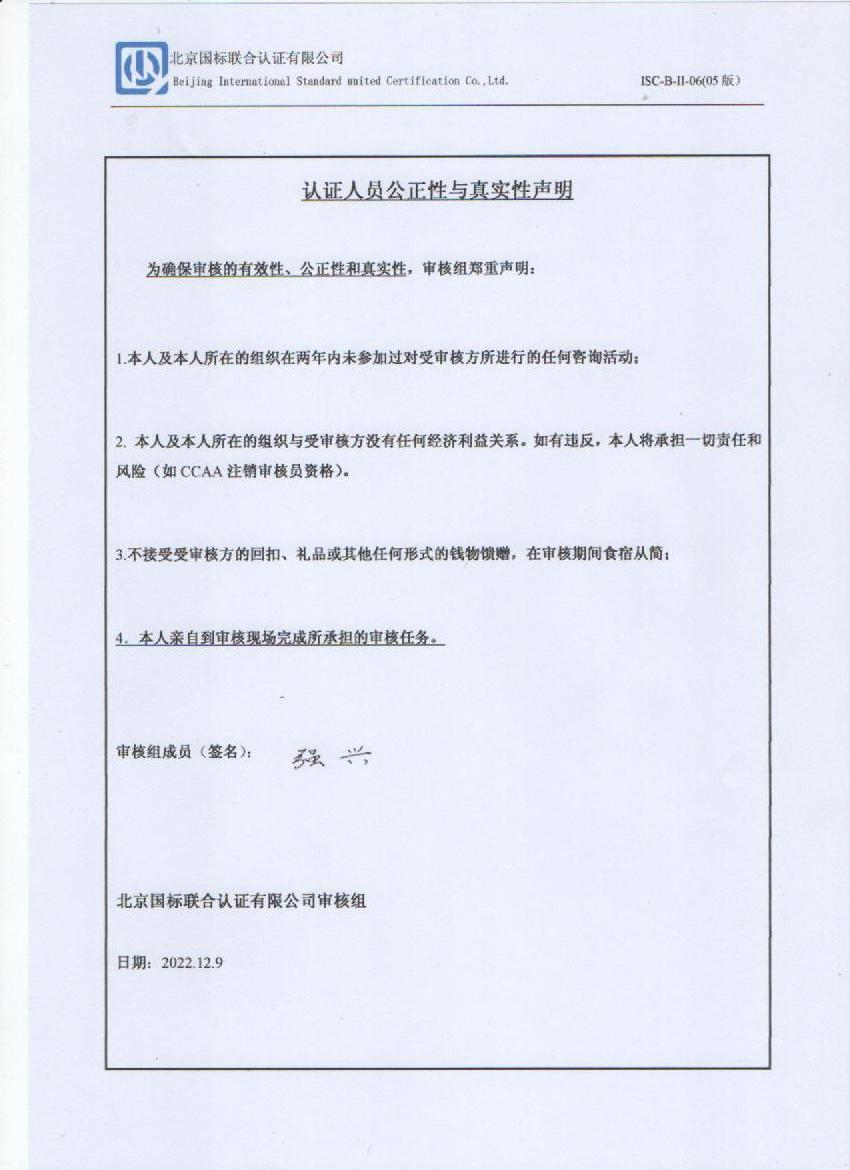 北京国标联合认证有限公司
Beijing International Standard united Certification Co.,Ltd. ISC-B-II-06(05版)
认证人员公正性与真实性声明
为确保审核的有效性、公正性和真实性，审核组郑重声明：
1.本人及本人所在的组织在两年内未参加过对受审核方所进行的任何咨询活动；
2. 本人及本人所在的组织与受审核方没有任何经济利益关系。如有违反，本人将承担一切责任和
风险（如 CCAA 注销审核员资格）。
3.不接受受审核方的回扣、礼品或其他任何形式的钱物馈赠，在审核期间食宿从简；
4．本人亲自到审核现场完成所承担的审核任务。
审核组成员（签名）： 强兴
北京国标联合认证有限公司审核组
日期：2022.12.9